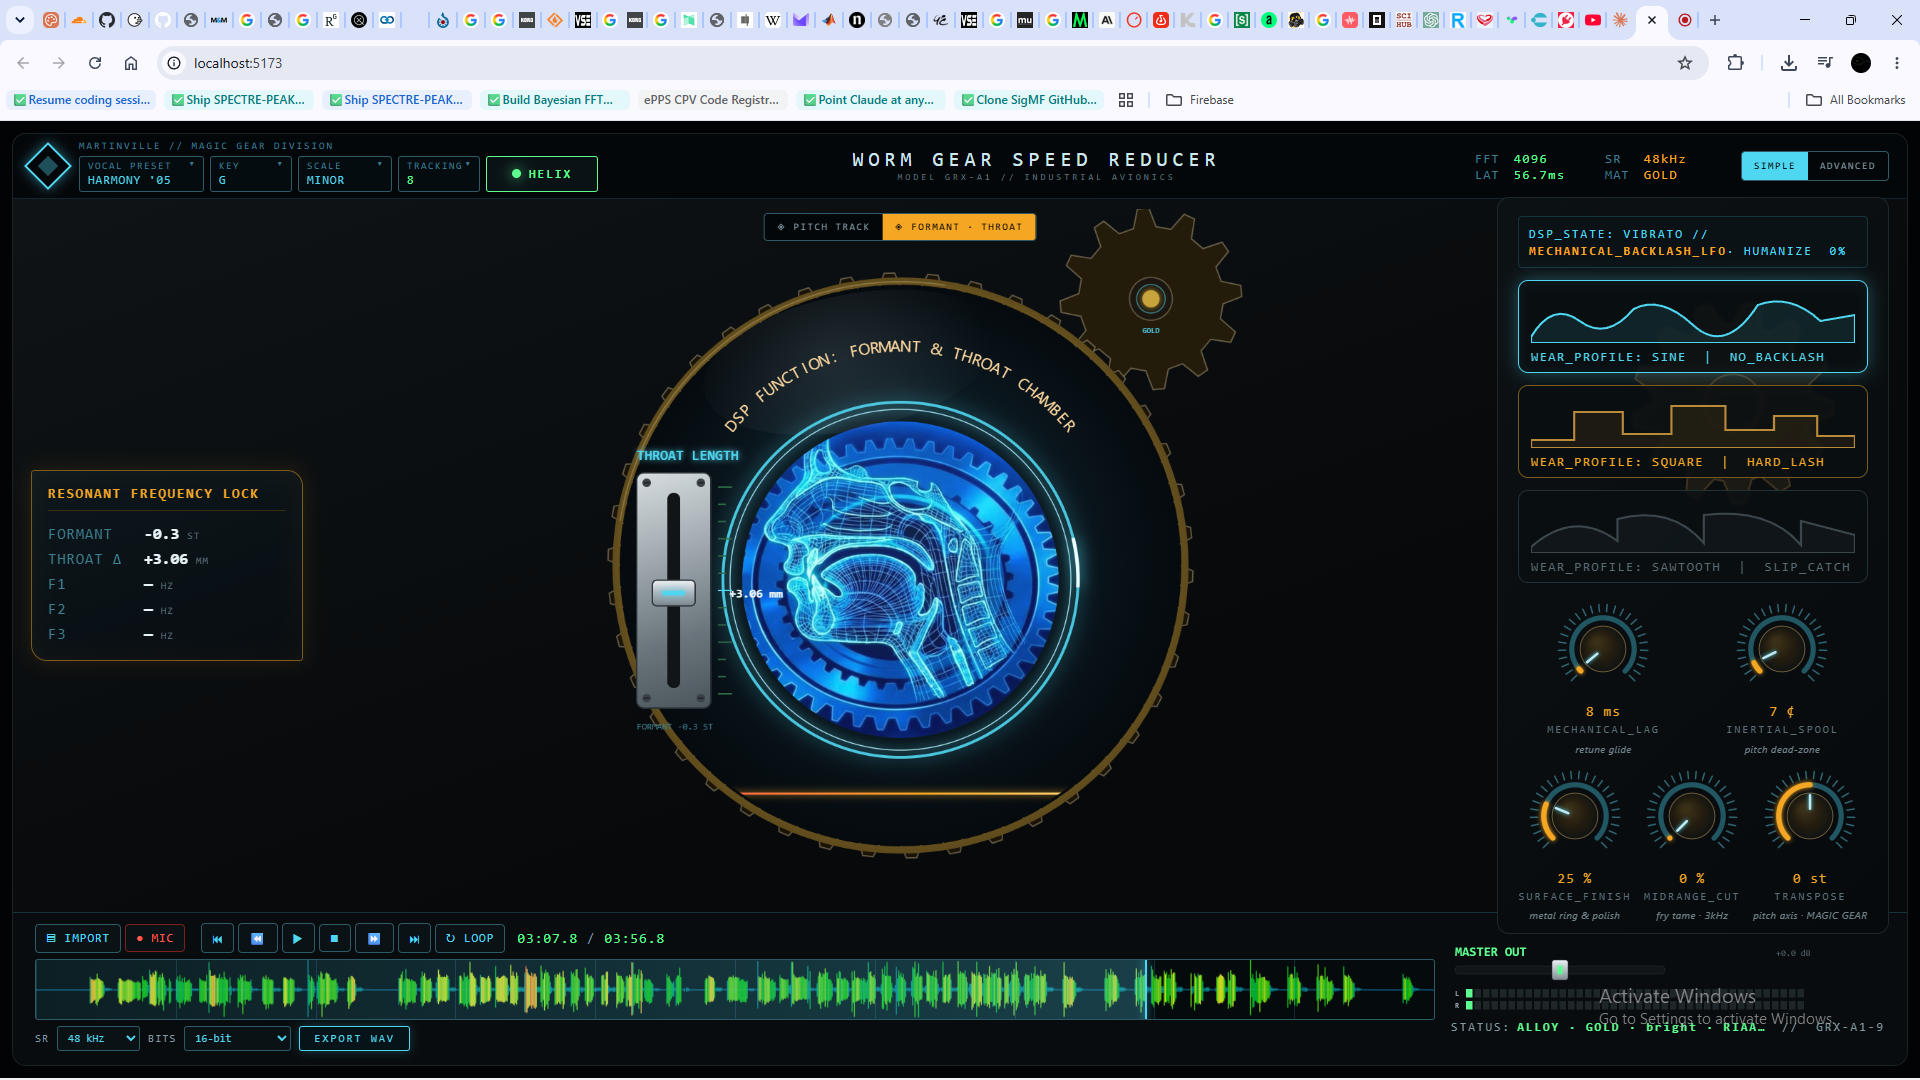 localhost:5173
Resume coding sessi...
Ship SPECTRE-PEAK...
Ship SPECTRE-PEAK...
Build Bayesian FFT...
ePPS CPV Code Registr...
Point Claude at any...
Clone SigMF GitHub...
Firebase
All Bookmarks
MARTINVILLE // MAGIC GEAR DIVISION
VOCAL PRESET
HARMONY '05
KEY
G
SCALE
MINOR
TRACKING
8
HELIX
WORM GEAR SPEED REDUCER
MODEL GRX-A1 // INDUSTRIAL AVIONICS
FFT 4096 SR 48kHz
LAT 56.7ms MAT GOLD
SIMPLE ADVANCED
PITCH TRACK
FORMANT · THROAT
GOLD
DSP FUNCTION: FORMANT & THROAT CHAMBER
THROAT LENGTH
+3.06 mm
FORMANT -0.3 ST
RESONANT FREQUENCY LOCK
FORMANT -0.3 ST
THROAT Δ +3.06 MM
F1 — HZ
F2 — HZ
F3 — HZ
DSP_STATE: VIBRATO //
MECHANICAL_BACKLASH_LFO· HUMANIZE 0%
WEAR_PROFILE: SINE | NO_BACKLASH
WEAR_PROFILE: SQUARE | HARD_LASH
WEAR_PROFILE: SAWTOOTH | SLIP_CATCH
8 ms
MECHANICAL_LAG
retune glide
7 ¢
INERTIAL_SPOOL
pitch dead-zone
25 %
SURFACE_FINISH
metal ring & polish
0 %
MIDRANGE_CUT
fry tame · 3kHz
0 st
TRANSPOSE
pitch axis · MAGIC GEAR
IMPORT
MIC
LOOP
03:07.8 / 03:56.8
SR 48 kHz BITS 16-bit EXPORT WAV
MASTER OUT
+0.0 dB
L
R
Activate Windows
Go to Settings to activate Windows.
STATUS: ALLOY · GOLD · bright · RIAA… // GRX-A1-9